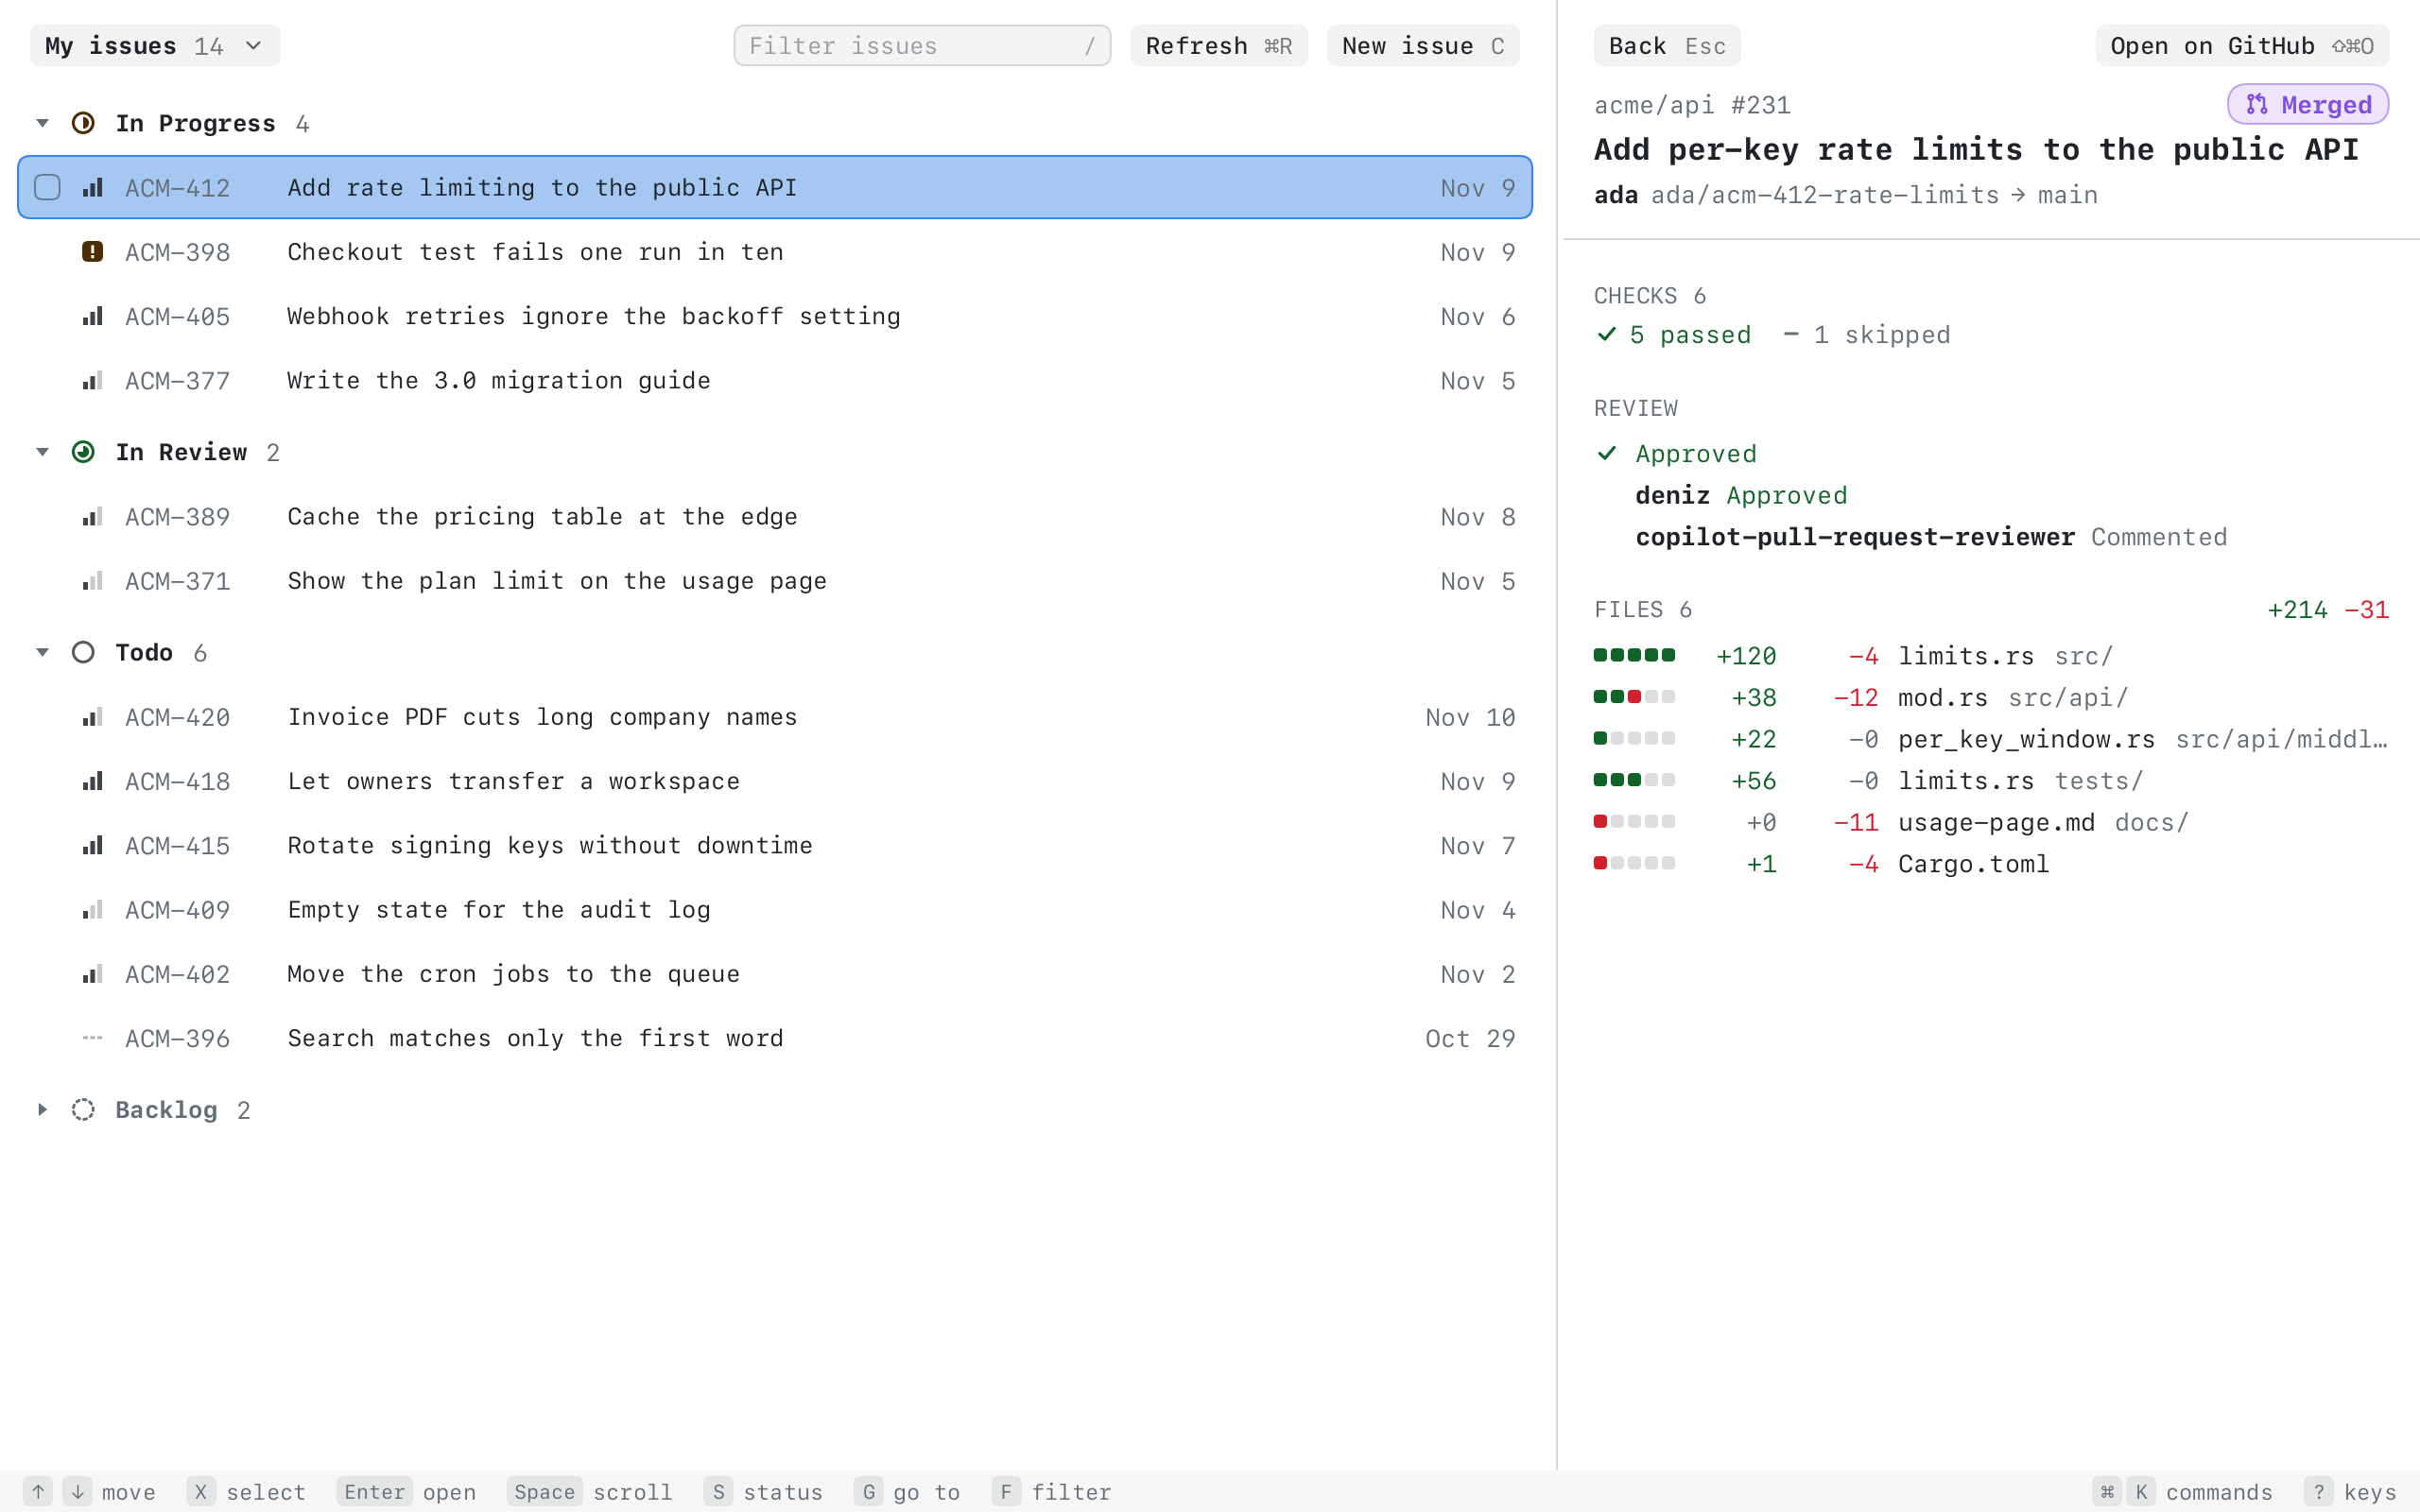 My issues 14
Filter issues /
Refresh ⌘R
New issue C
In Progress 4
ACM-412 Add rate limiting to the public API Nov 9
ACM-398 Checkout test fails one run in ten Nov 9
ACM-405 Webhook retries ignore the backoff setting Nov 6
ACM-377 Write the 3.0 migration guide Nov 5
In Review 2
ACM-389 Cache the pricing table at the edge Nov 8
ACM-371 Show the plan limit on the usage page Nov 5
Todo 6
ACM-420 Invoice PDF cuts long company names Nov 10
ACM-418 Let owners transfer a workspace Nov 9
ACM-415 Rotate signing keys without downtime Nov 7
ACM-409 Empty state for the audit log Nov 4
ACM-402 Move the cron jobs to the queue Nov 2
ACM-396 Search matches only the first word Oct 29
Backlog 2
Back Esc
Open on GitHub ⇧⌘O
acme/api #231
Merged
Add per-key rate limits to the public API
ada ada/acm-412-rate-limits → main
CHECKS 6
5 passed – 1 skipped
REVIEW
Approved
deniz Approved
copilot-pull-request-reviewer Commented
FILES 6 +214 −31
+120 −4 limits.rs src/
+38 −12 mod.rs src/api/
+22 −0 per_key_window.rs src/api/middl…
+56 −0 limits.rs tests/
+0 −11 usage-page.md docs/
+1 −4 Cargo.toml
↑ ↓ move X select Enter open Space scroll S status G go to F filter ⌘ K commands ? keys